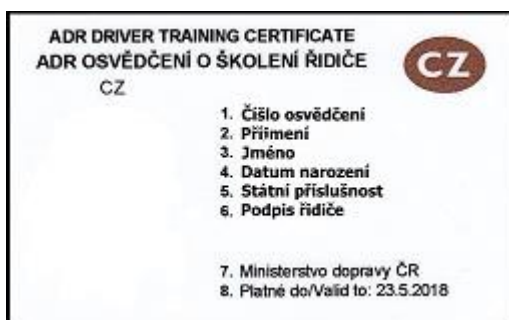 ADR DRIVER TRAINING CERTIFICATE
ADR OSVĚDČENÍ O ŠKOLENÍ ŘIDIČE
CZ
CZ
1. Číšlo osvědčení
2. Příjmení
3. Jméno
4. Datum narození
5. Státní příslušnost
6. Podpis řidiče
7. Ministerstvo dopravy ČR
8. Platné do/Valid to: 23.5.2018